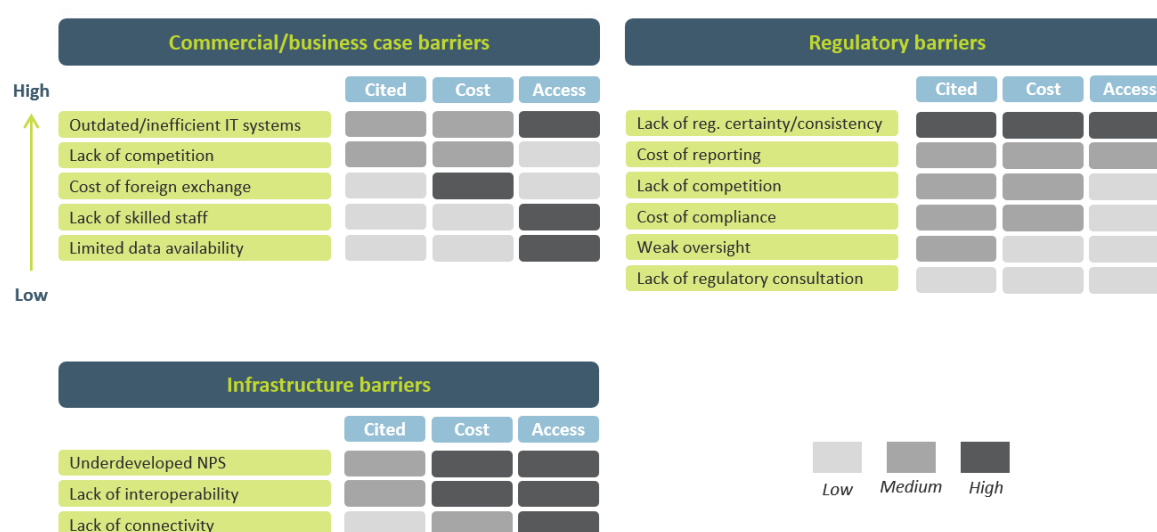 Commercial/business case barriers
High
Cited Cost Access
Outdated/inefficient IT systems
Lack of competition
Cost of foreign exchange
Lack of skilled staff
Limited data availability
Low
Regulatory barriers
Cited Cost Access
Lack of reg. certainty/consistency
Cost of reporting
Lack of competition
Cost of compliance
Weak oversight
Lack of regulatory consultation
Infrastructure barriers
Cited Cost Access
Underdeveloped NPS
Lack of interoperability
Lack of connectivity
Low Medium High